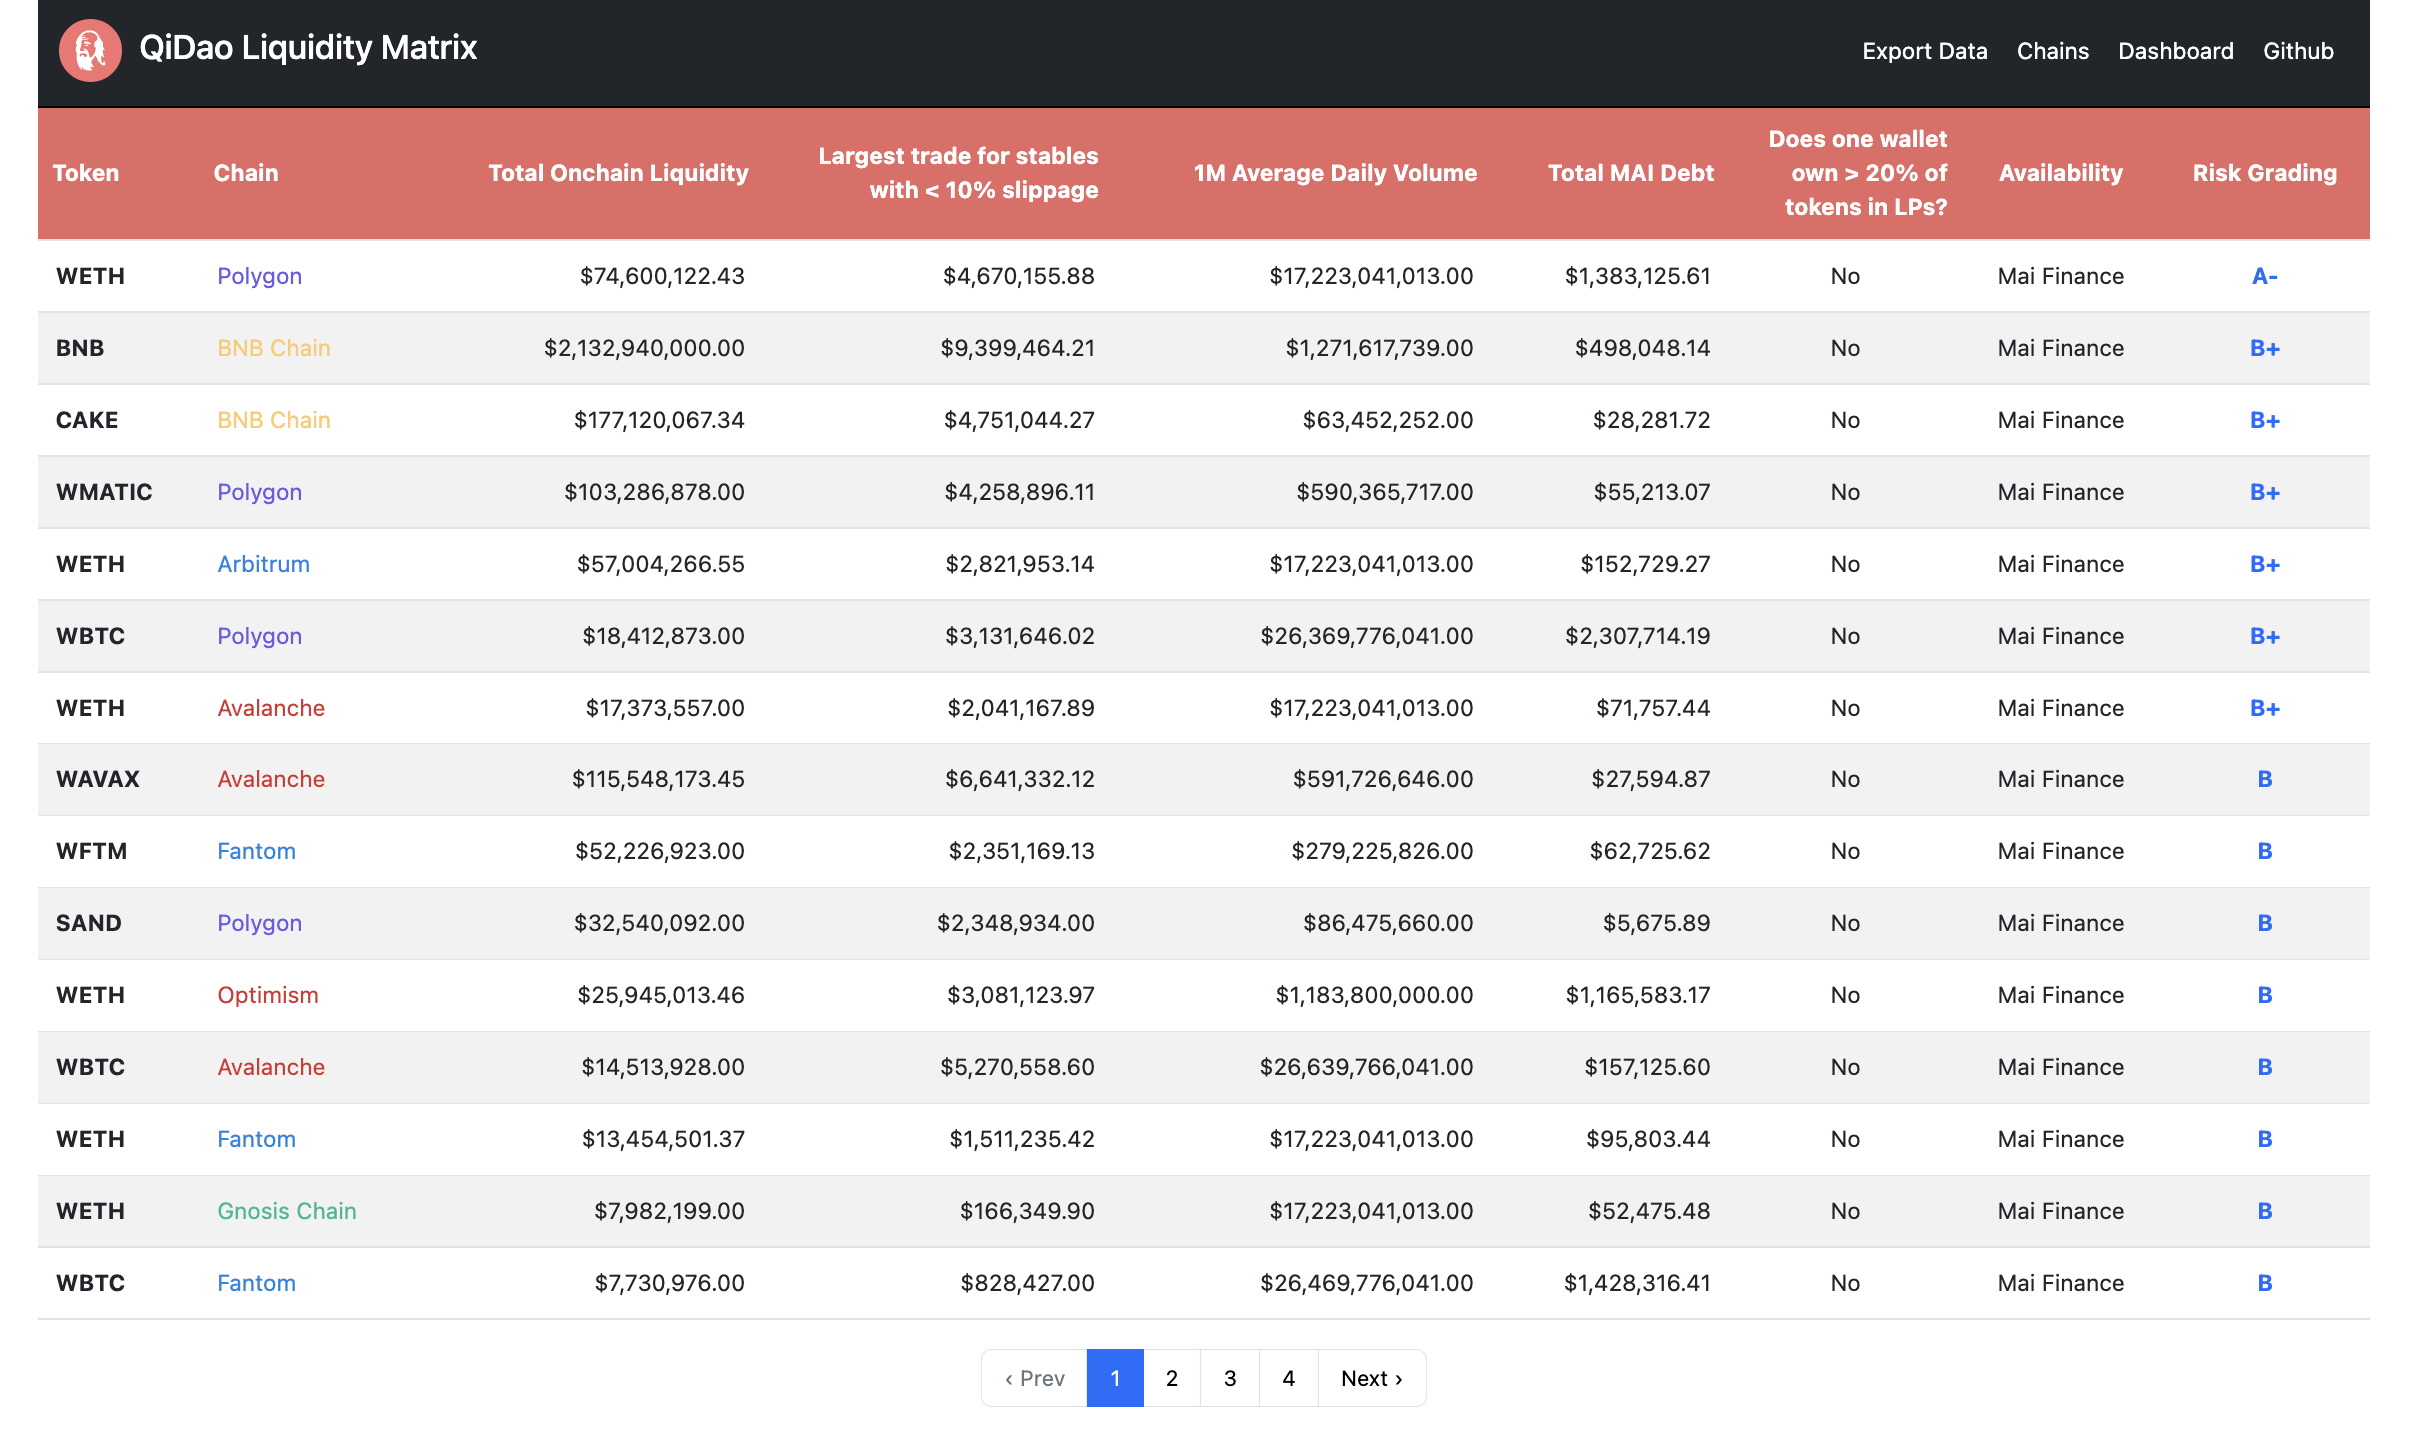 QiDao Liquidity Matrix Export Data Chains Dashboard Github
Token Chain Total Onchain Liquidity Largest trade for stables with < 10% slippage 1M Average Daily Volume Total MAI Debt Does one wallet own > 20% of tokens in LPs? Availability Risk Grading
WETH Polygon $74,600,122.43 $4,670,155.88 $17,223,041,013.00 $1,383,125.61 No Mai Finance A-
BNB BNB Chain $2,132,940,000.00 $9,399,464.21 $1,271,617,739.00 $498,048.14 No Mai Finance B+
CAKE BNB Chain $177,120,067.34 $4,751,044.27 $63,452,252.00 $28,281.72 No Mai Finance B+
WMATIC Polygon $103,286,878.00 $4,258,896.11 $590,365,717.00 $55,213.07 No Mai Finance B+
WETH Arbitrum $57,004,266.55 $2,821,953.14 $17,223,041,013.00 $152,729.27 No Mai Finance B+
WBTC Polygon $18,412,873.00 $3,131,646.02 $26,369,776,041.00 $2,307,714.19 No Mai Finance B+
WETH Avalanche $17,373,557.00 $2,041,167.89 $17,223,041,013.00 $71,757.44 No Mai Finance B+
WAVAX Avalanche $115,548,173.45 $6,641,332.12 $591,726,646.00 $27,594.87 No Mai Finance B
WFTM Fantom $52,226,923.00 $2,351,169.13 $279,225,826.00 $62,725.62 No Mai Finance B
SAND Polygon $32,540,092.00 $2,348,934.00 $86,475,660.00 $5,675.89 No Mai Finance B
WETH Optimism $25,945,013.46 $3,081,123.97 $1,183,800,000.00 $1,165,583.17 No Mai Finance B
WBTC Avalanche $14,513,928.00 $5,270,558.60 $26,639,766,041.00 $157,125.60 No Mai Finance B
WETH Fantom $13,454,501.37 $1,511,235.42 $17,223,041,013.00 $95,803.44 No Mai Finance B
WETH Gnosis Chain $7,982,199.00 $166,349.90 $17,223,041,013.00 $52,475.48 No Mai Finance B
WBTC Fantom $7,730,976.00 $828,427.00 $26,469,776,041.00 $1,428,316.41 No Mai Finance B
‹ Prev 1 2 3 4 Next ›